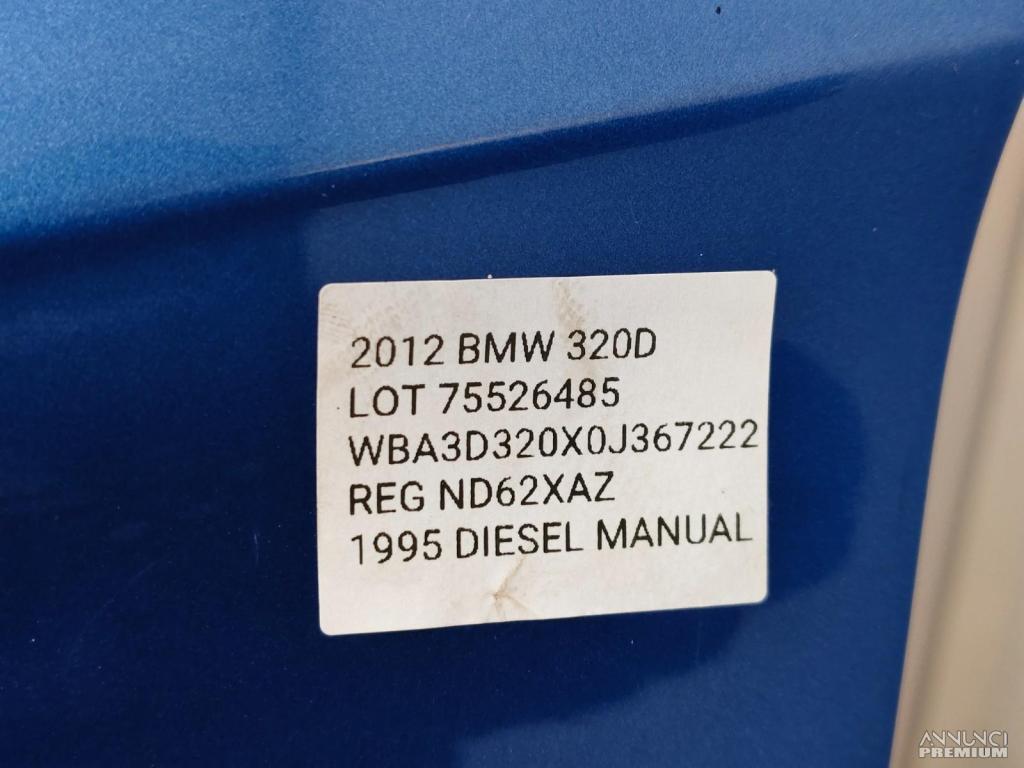 2012 BMW 320D
LOT 75526485
WBA3D320X0J367222
REG ND62XAZ
1995 DIESEL MANUAL
ANNUNCI
PREMIUM